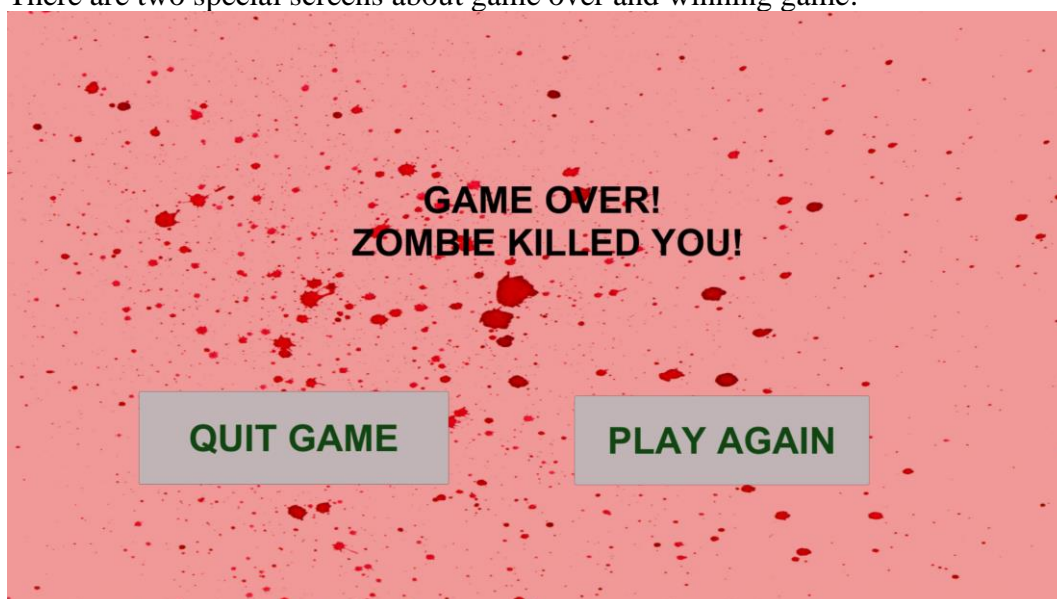 There are two special screens about game over and winning game.
GAME OVER!
ZOMBIE KILLED YOU!
QUIT GAME
PLAY AGAIN